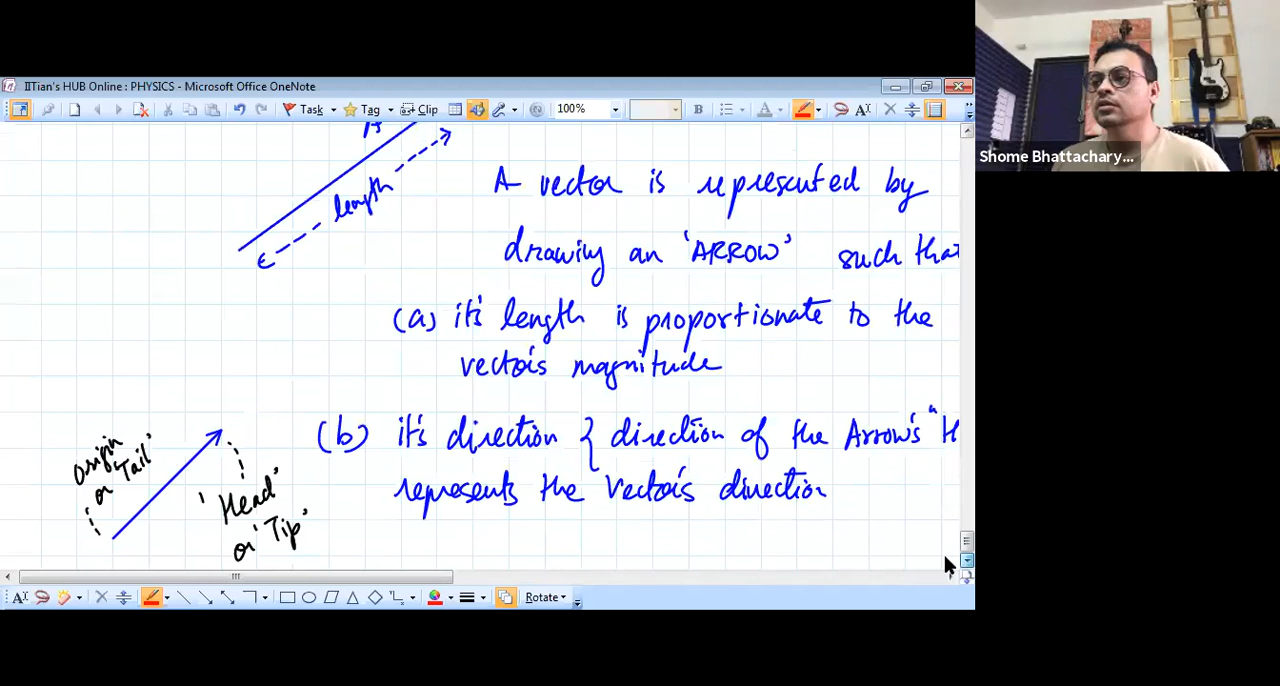 IITian's HUB Online : PHYSICS - Microsoft Office OneNote
Task Tag Clip 100% B A A
Shome Bhattachary...
length
A vector is represented by
drawing an 'ARROW' such that
(a) it's length is proportionate to the
vector's magnitude
(b) it's direction { direction of the Arrow's "H
represents the Vector's direction
Origin
or 'Tail'
'Head'
or 'Tip'
Rotate